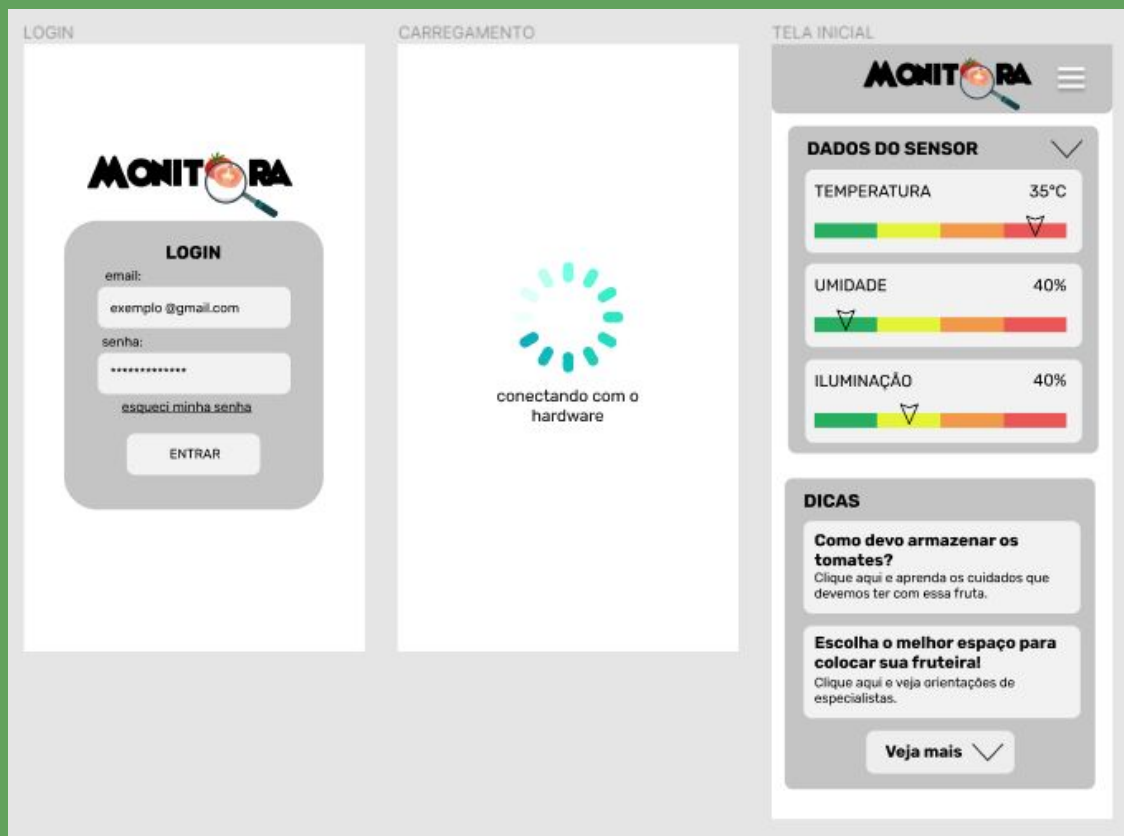 LOGIN
MONITORA
LOGIN
email:
exemplo @gmail.com
senha:
*************
esqueci minha senha
ENTRAR
CARREGAMENTO
conectando com o
hardware
TELA INICIAL
MONITORA
DADOS DO SENSOR
TEMPERATURA 35°C
UMIDADE 40%
ILUMINAÇÃO 40%
DICAS
Como devo armazenar os
tomates?
Clique aqui e aprenda os cuidados que
devemos ter com essa fruta.
Escolha o melhor espaço para
colocar sua fruteira!
Clique aqui e veja orientações de
especialistas.
Veja mais